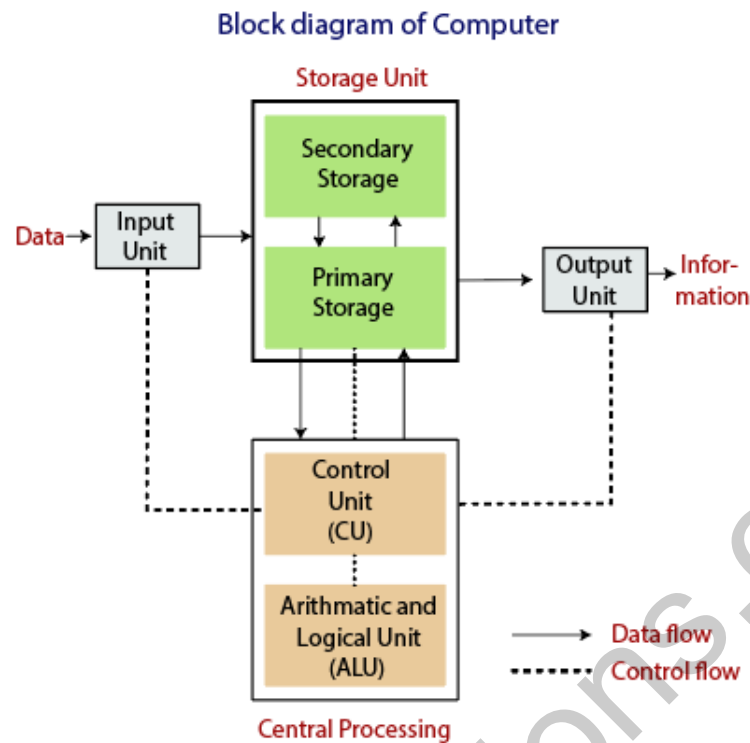 Block diagram of Computer
Storage Unit
Secondary
Storage
Data
Input
Unit
Primary
Storage
Output
Unit
Infor-
mation
Control
Unit
(CU)
Arithmatic and
Logical Unit
(ALU)
Data flow
Control flow
Central Processing